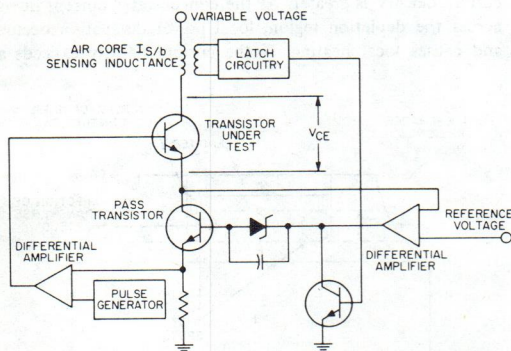 VARIABLE VOLTAGE
AIR CORE IS/b
SENSING INDUCTANCE
LATCH
CIRCUITRY
TRANSISTOR
UNDER
TEST
VCE
PASS
TRANSISTOR
REFERENCE
VOLTAGE
DIFFERENTIAL
AMPLIFIER
DIFFERENTIAL
AMPLIFIER
PULSE
GENERATOR